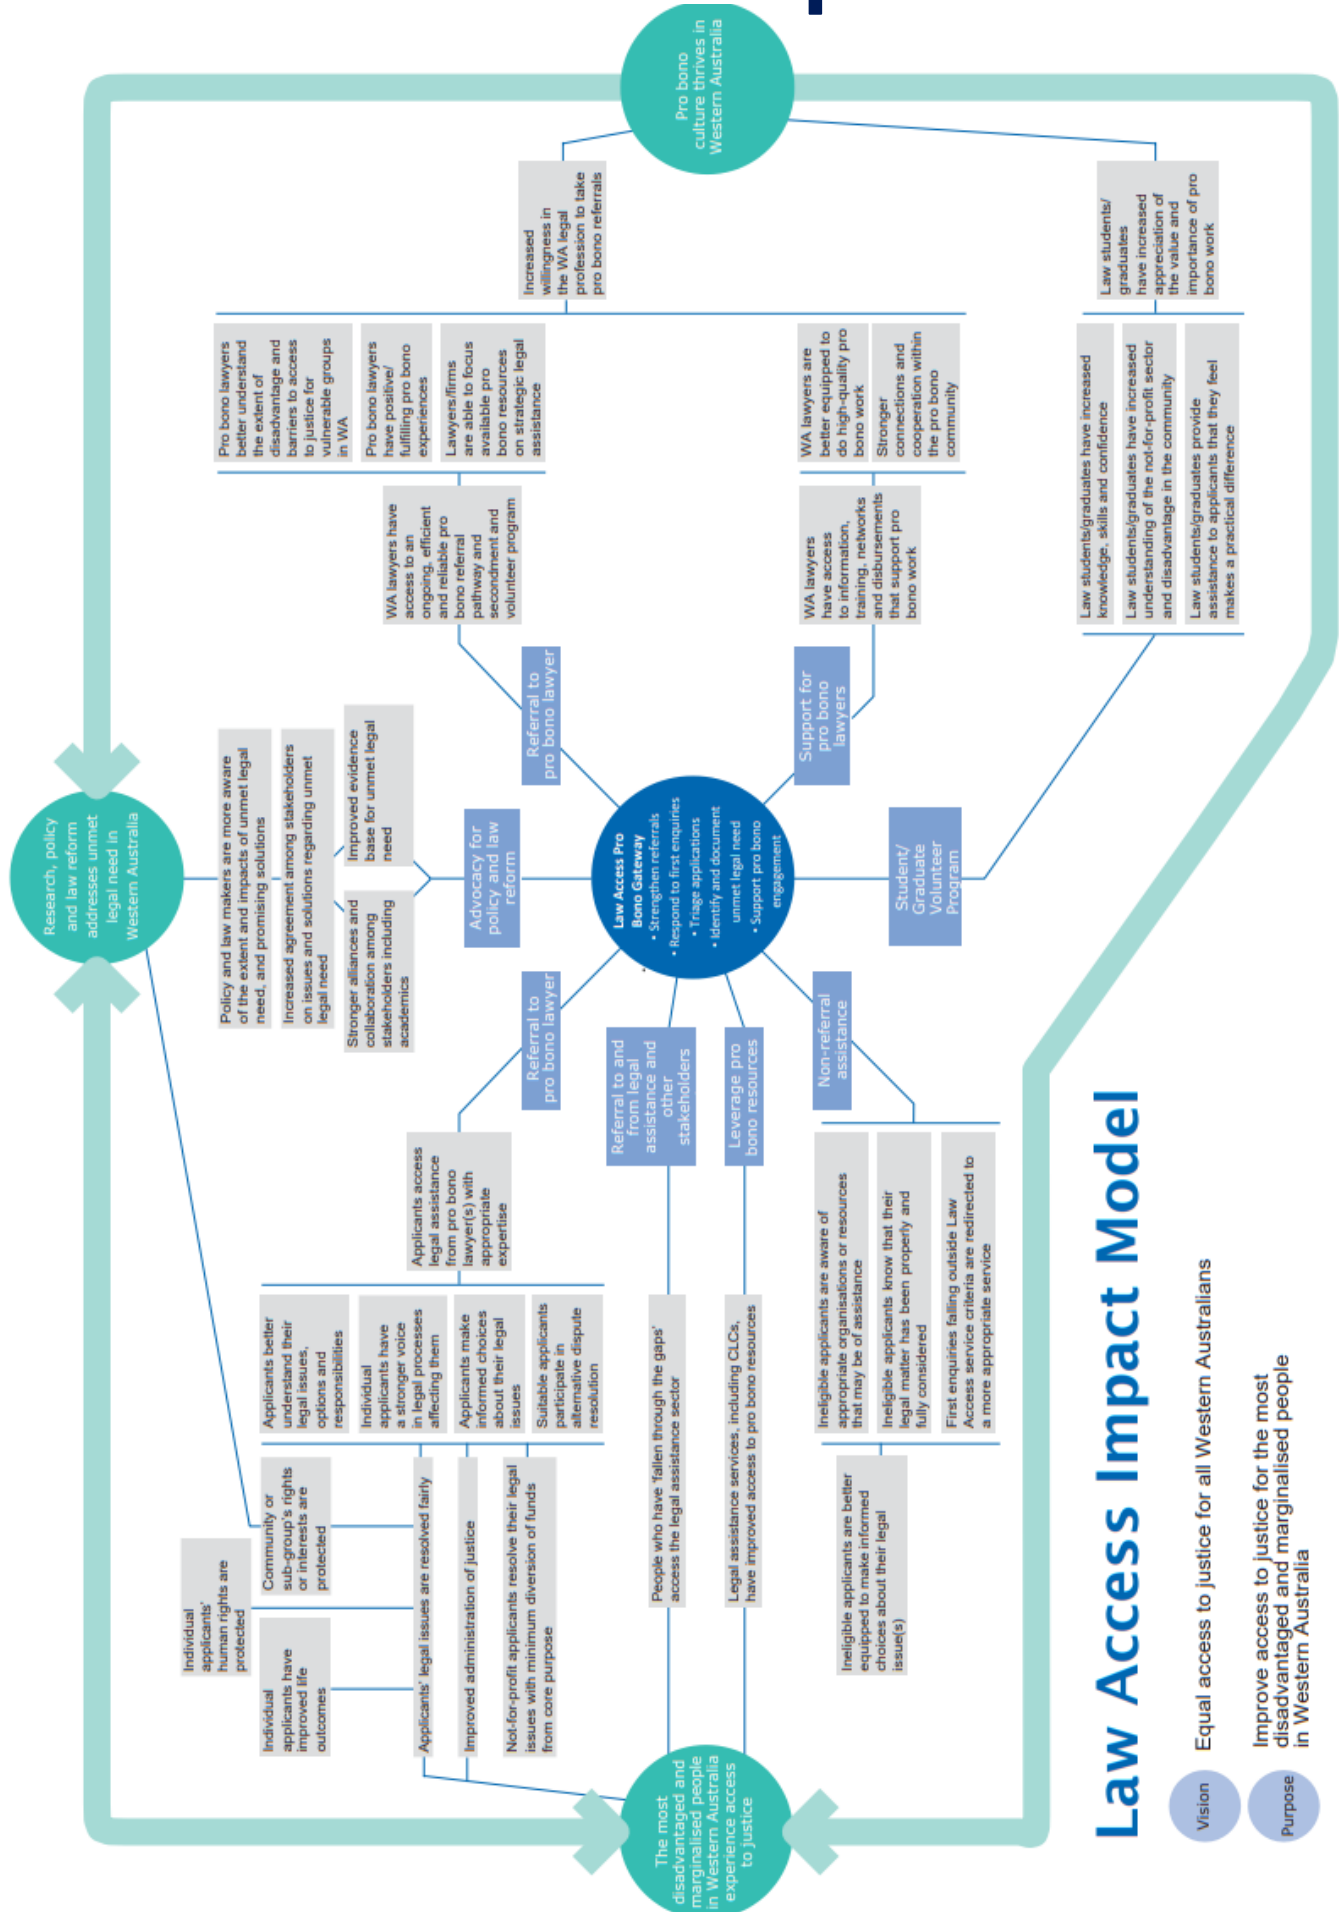 Research, policy
and law reform
addresses unmet
legal need in
Western Australia
Individual
applicants'
human rights are
protected
Individual
applicants have
improved life
outcomes
Community or
sub-group's rights
or interests are
protected
Applicants' legal issues are resolved fairly
Improved administration of justice
Not-for-profit applicants resolve their legal
issues with minimum diversion of funds
from core purpose
Applicants better
understand their
legal issues,
options and
responsibilities
Individual
applicants have
a stronger voice
in legal processes
affecting them
Applicants make
informed choices
about their legal
issues
Suitable applicants
participate in
alternative dispute
resolution
Applicants access
legal assistance
from pro bono
lawyer(s) with
appropriate
expertise
Referral to
pro bono lawyer
Policy and law makers are more aware
of the extent and impacts of unmet legal
need, and promising solutions
Increased agreement among stakeholders
on issues and solutions regarding unmet
legal need
Stronger alliances and
collaboration among
stakeholders including
academics
Improved evidence
base for unmet legal
need
Advocacy for
policy and law
reform
Referral to
pro bono lawyer
WA lawyers have
access to an
ongoing, efficient
and reliable pro
bono referral
pathway and
secondment and
volunteer program
Pro bono lawyers
better understand
the extent of
disadvantage and
barriers to access
to justice for
vulnerable groups
in WA
Pro bono lawyers
have positive/
fulfilling pro bono
experiences
Lawyers/firms
are able to focus
available pro
bono resources
on strategic legal
assistance
Increased
willingness in
the WA legal
profession to take
pro bono referrals
The most
disadvantaged and
marginalised people
in Western Australia
experience access
to justice
People who have 'fallen through the gaps'
access the legal assistance sector
Legal assistance services, including CLCs,
have improved access to pro bono resources
Referral to and
from legal
assistance and
other
stakeholders
Leverage pro
bono resources
Law Access Pro
Bono Gateway
• Strengthen referrals
• Respond to first enquiries
• Triage applications
• Identify and document
unmet legal need
• Support pro bono
engagement
Pro bono
culture thrives in
Western Australia
Ineligible applicants are better
equipped to make informed
choices about their legal
issue(s)
Ineligible applicants are aware of
appropriate organisations or resources
that may be of assistance
Ineligible applicants know that their
legal matter has been properly and
fully considered
First enquiries falling outside Law
Access service criteria are redirected to
a more appropriate service
Non-referral
assistance
Student/
Graduate
Volunteer
Program
Support for
pro bono
lawyers
WA lawyers
have access
to information,
training, networks
and disbursements
that support pro
bono work
WA lawyers are
better equipped to
do high-quality pro
bono work
Stronger
connections and
cooperation within
the pro bono
community
Law students/graduates have increased
knowledge, skills and confidence
Law students/graduates have increased
understanding of the not-for-profit sector
and disadvantage in the community
Law students/graduates provide
assistance to applicants that they feel
makes a practical difference
Law students/
graduates
have increased
appreciation of
the value and
importance of pro
bono work
Law Access Impact Model
Vision
Equal access to justice for all Western Australians
Purpose
Improve access to justice for the most
disadvantaged and marginalised people
in Western Australia